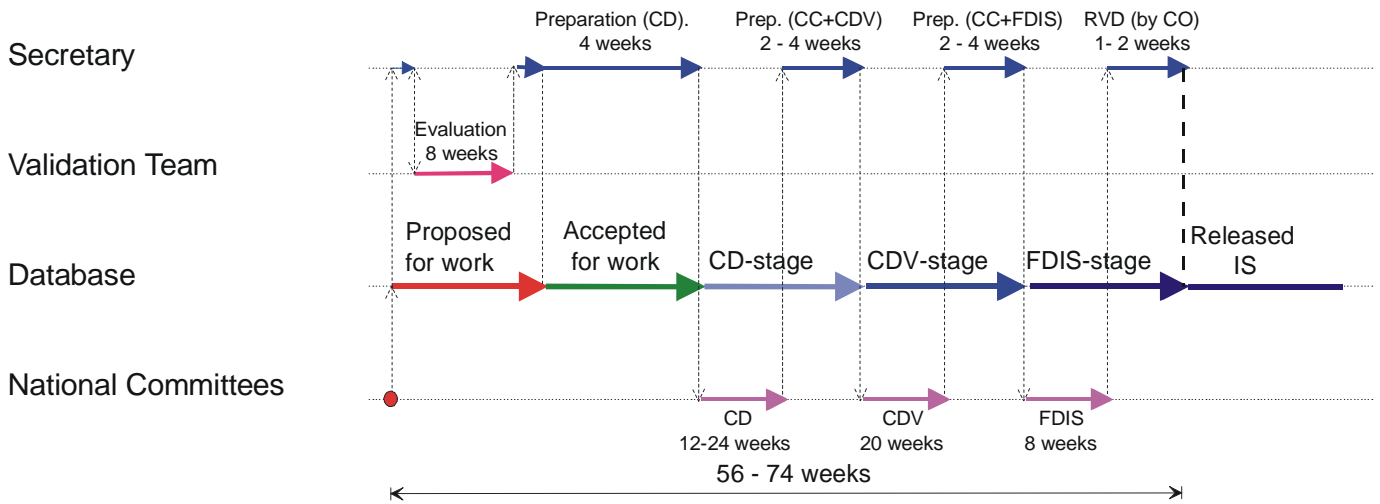 Preparation (CD).
4 weeks
Prep. (CC+CDV)
2 - 4 weeks
Prep. (CC+FDIS)
2 - 4 weeks
RVD (by CO)
1- 2 weeks
Secretary
Evaluation
8 weeks
Validation Team
Proposed
for work
Accepted
for work
CD-stage
CDV-stage
FDIS-stage
Released
IS
Database
National Committees
CD
12-24 weeks
CDV
20 weeks
FDIS
8 weeks
56 - 74 weeks